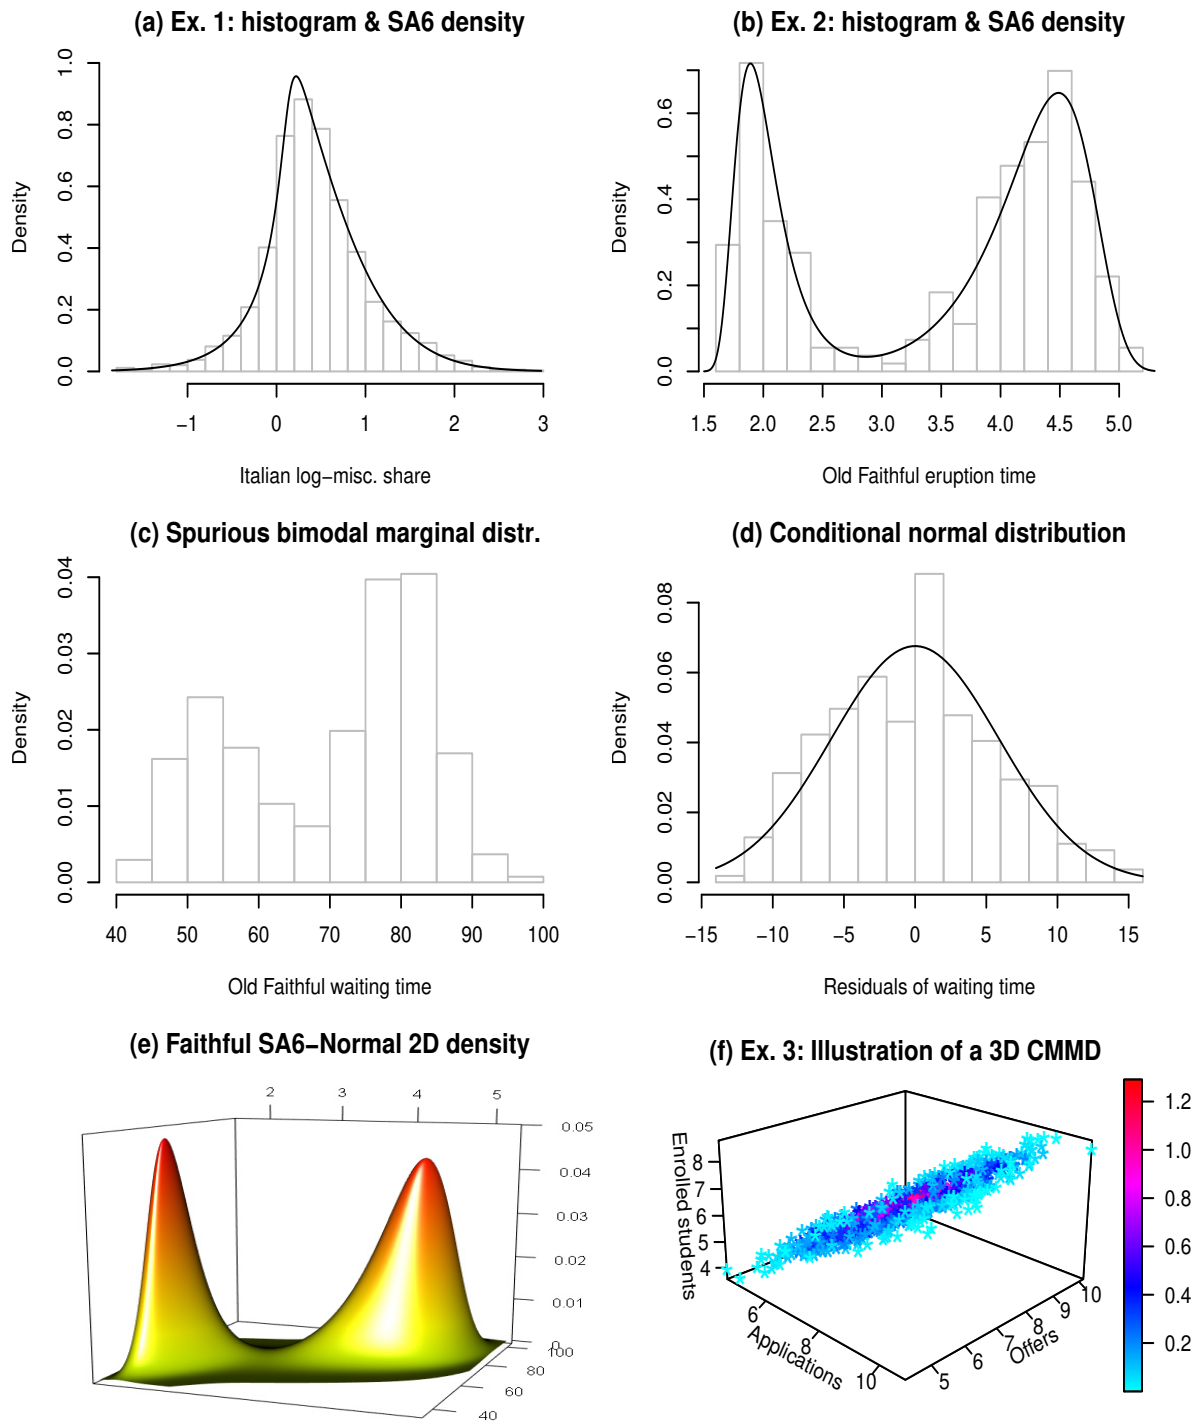 (a) Ex. 1: histogram & SA6 density
Density
0.0 0.2 0.4 0.6 0.8 1.0
−1 0 1 2 3
Italian log−misc. share
(b) Ex. 2: histogram & SA6 density
Density
0.0 0.2 0.4 0.6
1.5 2.0 2.5 3.0 3.5 4.0 4.5 5.0
Old Faithful eruption time
(c) Spurious bimodal marginal distr.
Density
0.00 0.01 0.02 0.03 0.04
40 50 60 70 80 90 100
Old Faithful waiting time
(d) Conditional normal distribution
Density
0.00 0.02 0.04 0.06 0.08
−15 −10 −5 0 5 10 15
Residuals of waiting time
(e) Faithful SA6−Normal 2D density
2 3 4 5
0.05
0.04
0.03
0.02
0.01
0
100
80
60
40
(f) Ex. 3: Illustration of a 3D CMMD
Enrolled students
4 5 6 7 8
Applications
6 8 10
Offers
5 6 7 8 9 10
1.2
1.0
0.8
0.6
0.4
0.2